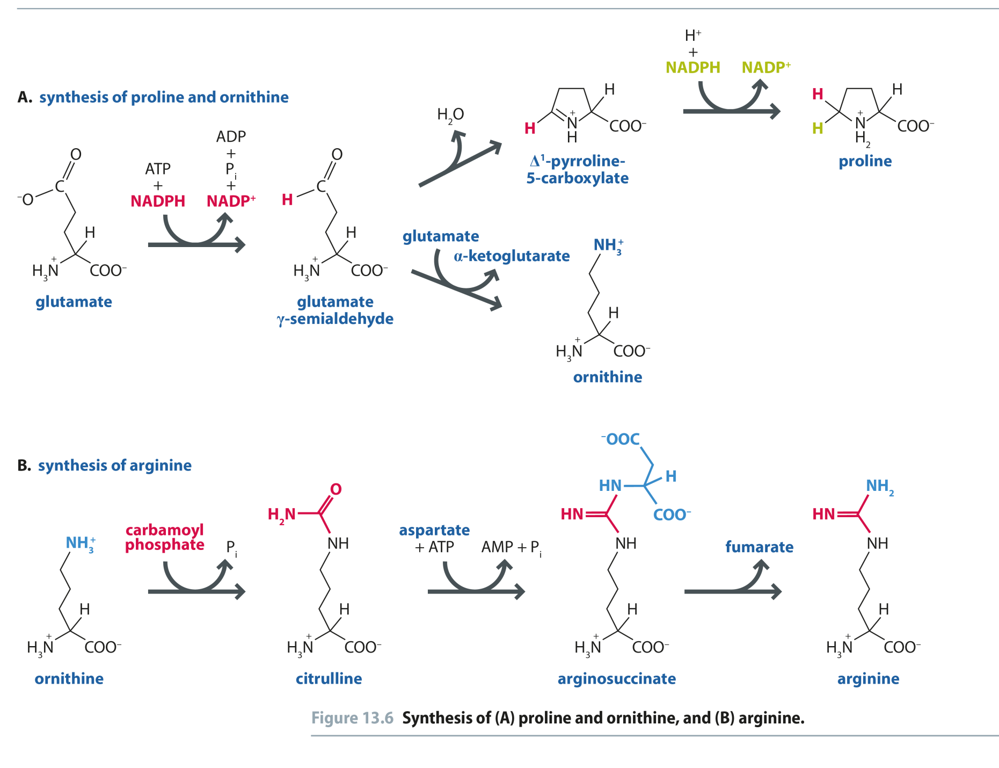 A. synthesis of proline and ornithine
⁻O
O
C
H
H₃N⁺
COO⁻
glutamate
ATP
+
NADPH
ADP
+
Pᵢ
+
NADP⁺
O
C
H
H
H₃N⁺
COO⁻
glutamate
γ-semialdehyde
H₂O
H
H
N⁺
H
COO⁻
Δ¹-pyrroline-
5-carboxylate
H⁺
+
NADPH
NADP⁺
H
H
H
N⁺
H₂
COO⁻
proline
glutamate
α-ketoglutarate
NH₃⁺
H
H₃N⁺
COO⁻
ornithine
B. synthesis of arginine
NH₃⁺
H
H₃N⁺
COO⁻
ornithine
carbamoyl
phosphate
Pᵢ
O
H₂N
NH
H
H₃N⁺
COO⁻
citrulline
aspartate
+ ATP
AMP + Pᵢ
⁻OOC
HN
H
HN
COO⁻
NH
H
H₃N⁺
COO⁻
arginosuccinate
fumarate
NH₂
HN
NH
H
H₃N⁺
COO⁻
arginine
Figure 13.6 Synthesis of (A) proline and ornithine, and (B) arginine.